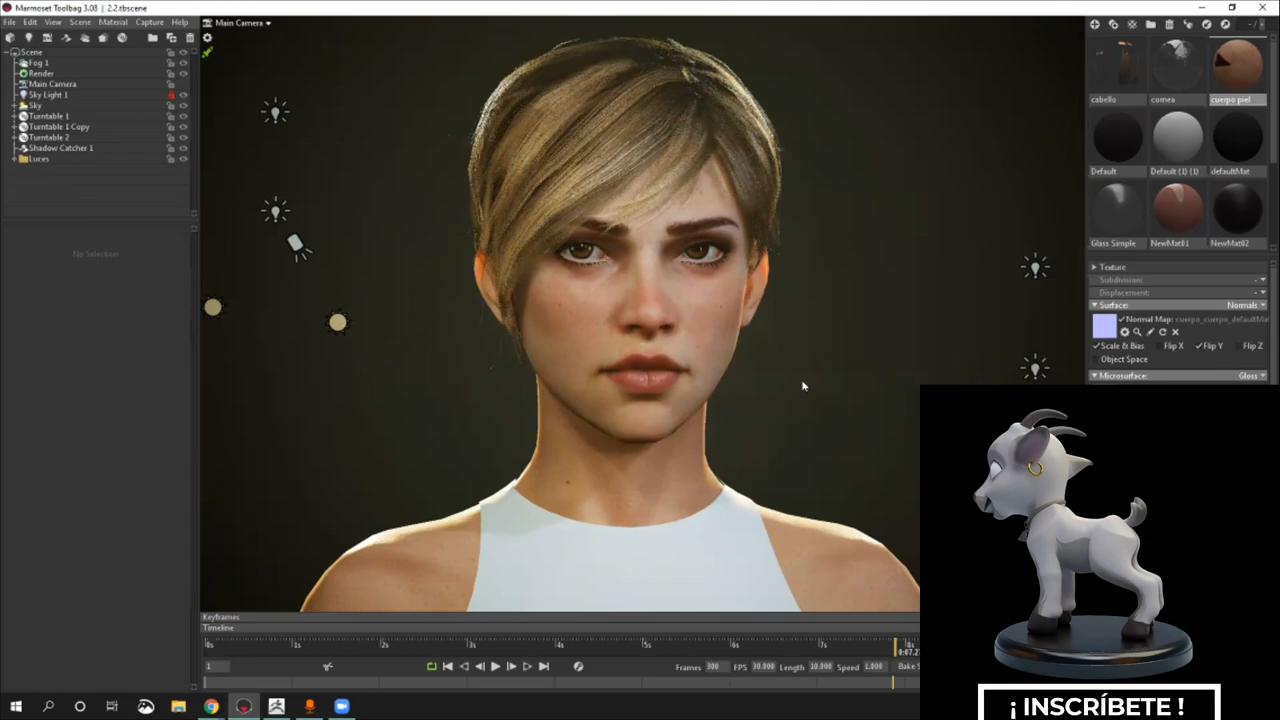 Marmoset Toolbag 3.08 | 2.2.tbscene
File Edit View Scene Material Capture Help
Main Camera
Scene
Fog 1
Render
Main Camera
Sky Light 1
Sky
Turntable 1
Turntable 1 Copy
Turntable 2
Shadow Catcher 1
Luces
No Selection
cabello cornea cuerpo piel
Default Default (1) (1) defaultMat
Glass Simple NewMat01 NewMat02
Texture
Subdivision:
Displacement:
Surface: Normals
Normal Map: cuerpo_cuerpo_defaultMat
Scale & Bias Flip X Flip Y Flip Z
Object Space
Microsurface: Gloss
Keyframes
Timeline
0s 1s 2s 3s 4s 5s 6s 7s 8s
1 Frames 300 FPS 30.000 Length 10.000 Speed 1.000 Bake
¡ INSCRÍBETE !